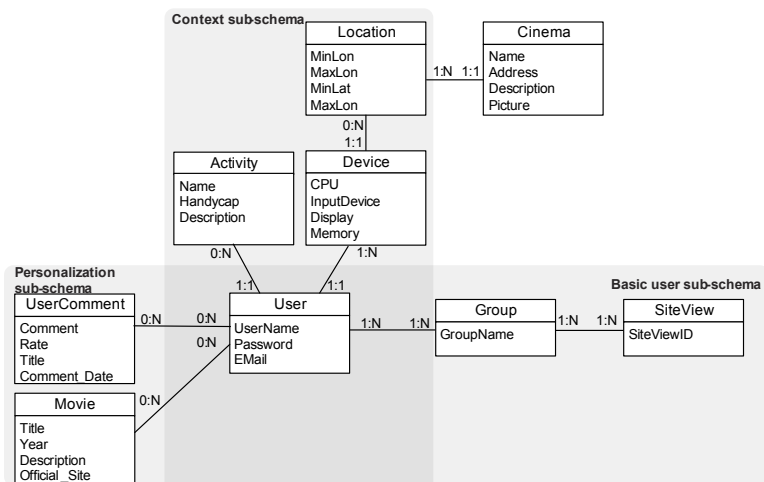 Context sub-schema
Location
MinLon
MaxLon
MinLat
MaxLon
1:N 1:1
Cinema
Name
Address
Description
Picture
0:N
1:1
Activity
Name
Handycap
Description
Device
CPU
InputDevice
Display
Memory
0:N
1:N
1:1
1:1
Personalization
sub-schema
Basic user sub-schema
UserComment
Comment
Rate
Title
Comment_Date
0:N
0:N
0:N
User
UserName
Password
EMail
1:N
1:N
Group
GroupName
1:N
1:N
SiteView
SiteViewID
Movie
Title
Year
Description
Official_Site
0:N